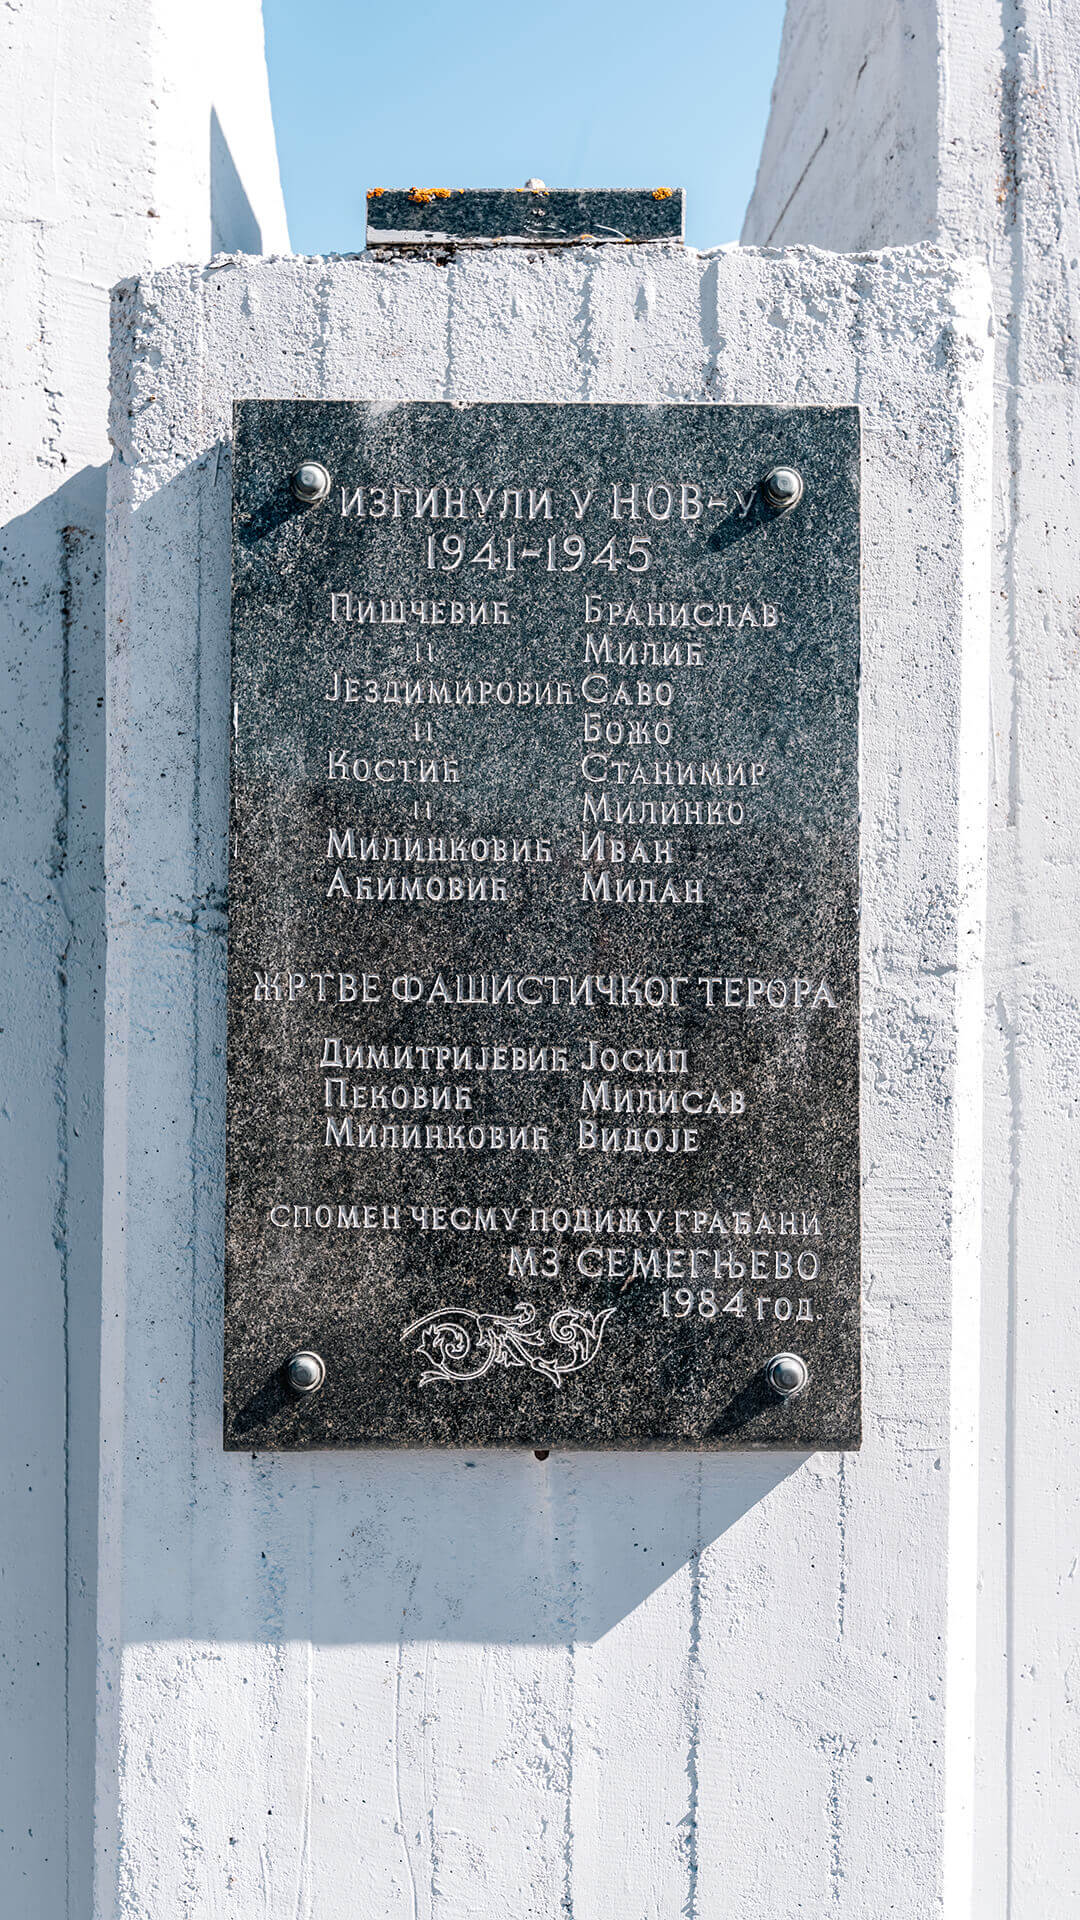 ИЗГИНУЛИ У НОВ-У
1941-1945
Пишчевић Бранислав
" Милић
Јездимировић Саво
" Божо
Костић Станимир
" Милинко
Милинковић Иван
Аћимовић Милан
ЖРТВЕ ФАШИСТИЧКОГ ТЕРОРА
Димитријевић Јосип
Пековић Милисав
Милинковић Видоје
СПОМЕН ЧЕСМУ ПОДИЖУ ГРАЂАНИ
МЗ СЕМЕГЊЕВО
1984 ГОД.